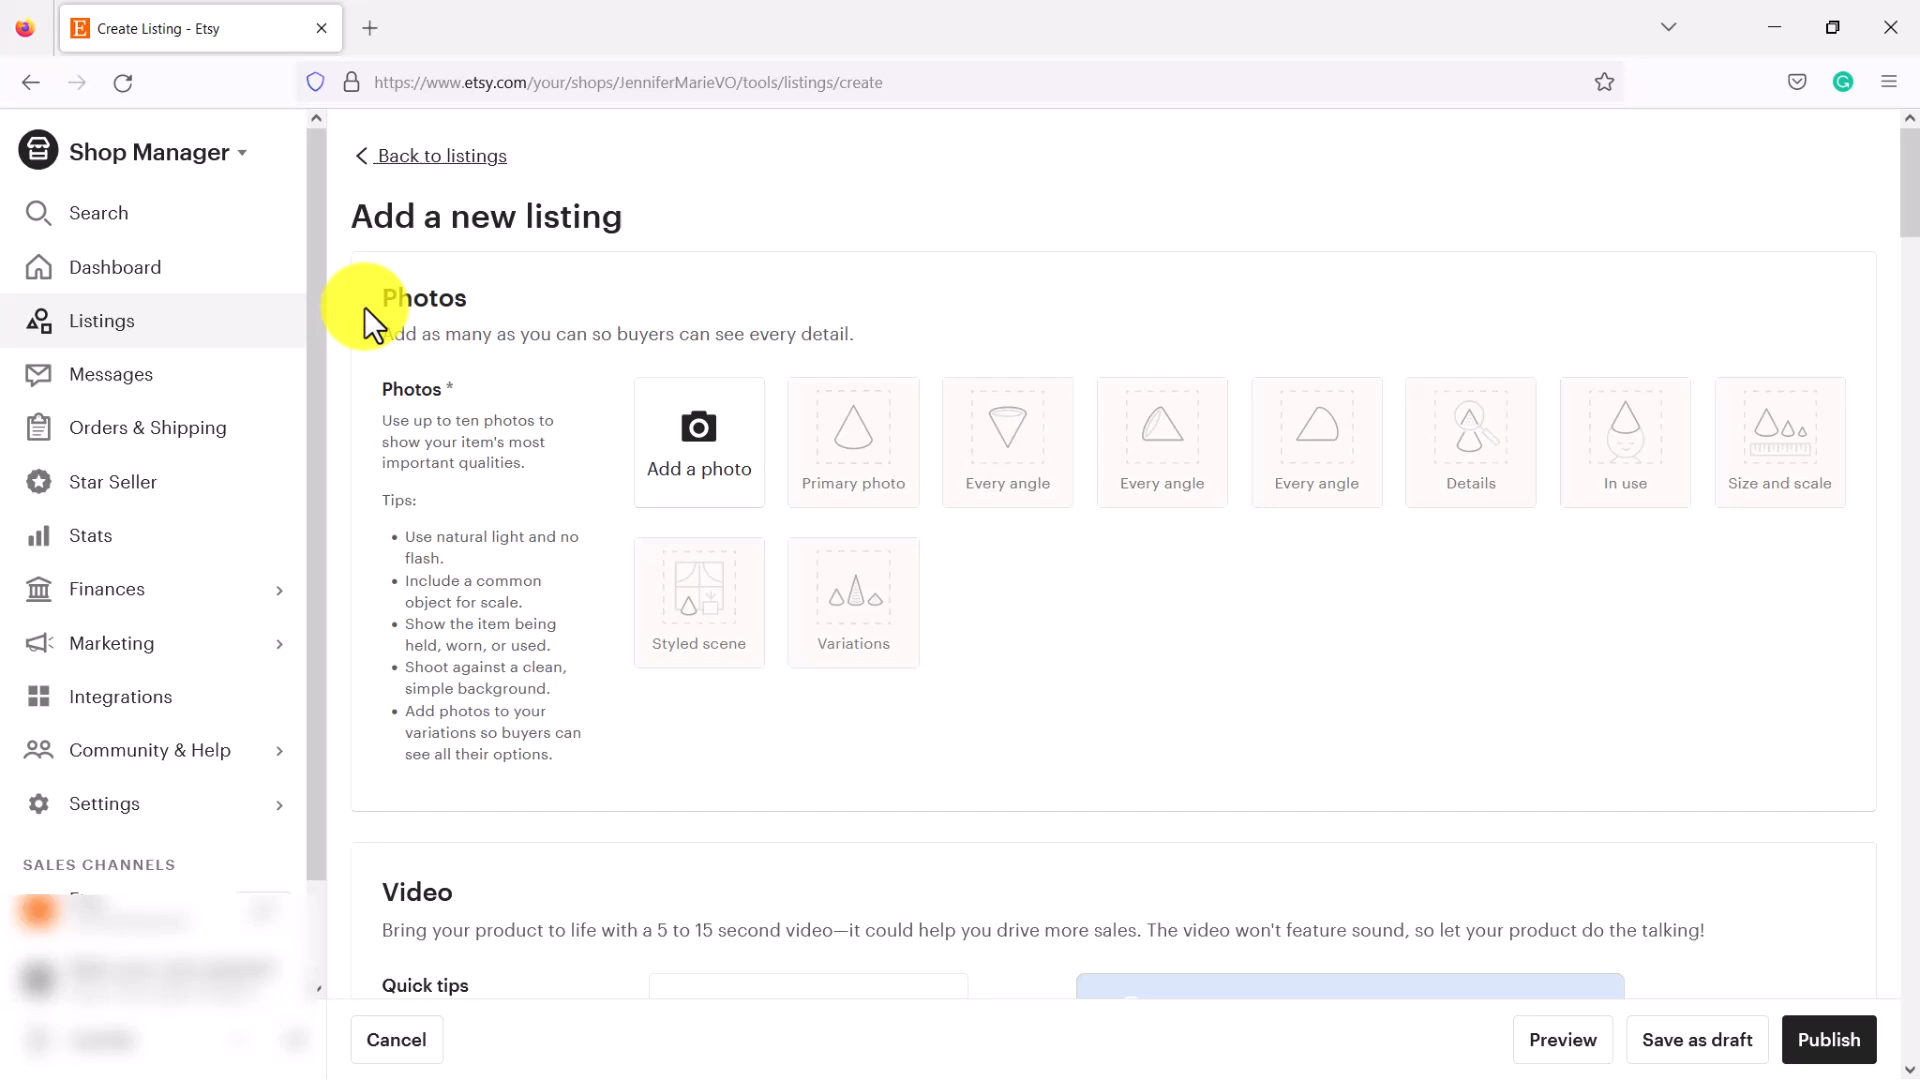 Create Listing - Etsy
https://www.etsy.com/your/shops/JenniferMarieVO/tools/listings/create
Shop Manager
Search
Dashboard
Listings
Messages
Orders & Shipping
Star Seller
Stats
Finances
Marketing
Integrations
Community & Help
Settings
SALES CHANNELS
Back to listings
Add a new listing
Photos
Add as many as you can so buyers can see every detail.
Photos *
Use up to ten photos to
show your item's most
important qualities.
Tips:
• Use natural light and no
flash.
• Include a common
object for scale.
• Show the item being
held, worn, or used.
• Shoot against a clean,
simple background.
• Add photos to your
variations so buyers can
see all their options.
Add a photo
Primary photo
Every angle
Every angle
Every angle
Details
In use
Size and scale
Styled scene
Variations
Video
Bring your product to life with a 5 to 15 second video—it could help you drive more sales. The video won't feature sound, so let your product do the talking!
Quick tips
Cancel
Preview
Save as draft
Publish